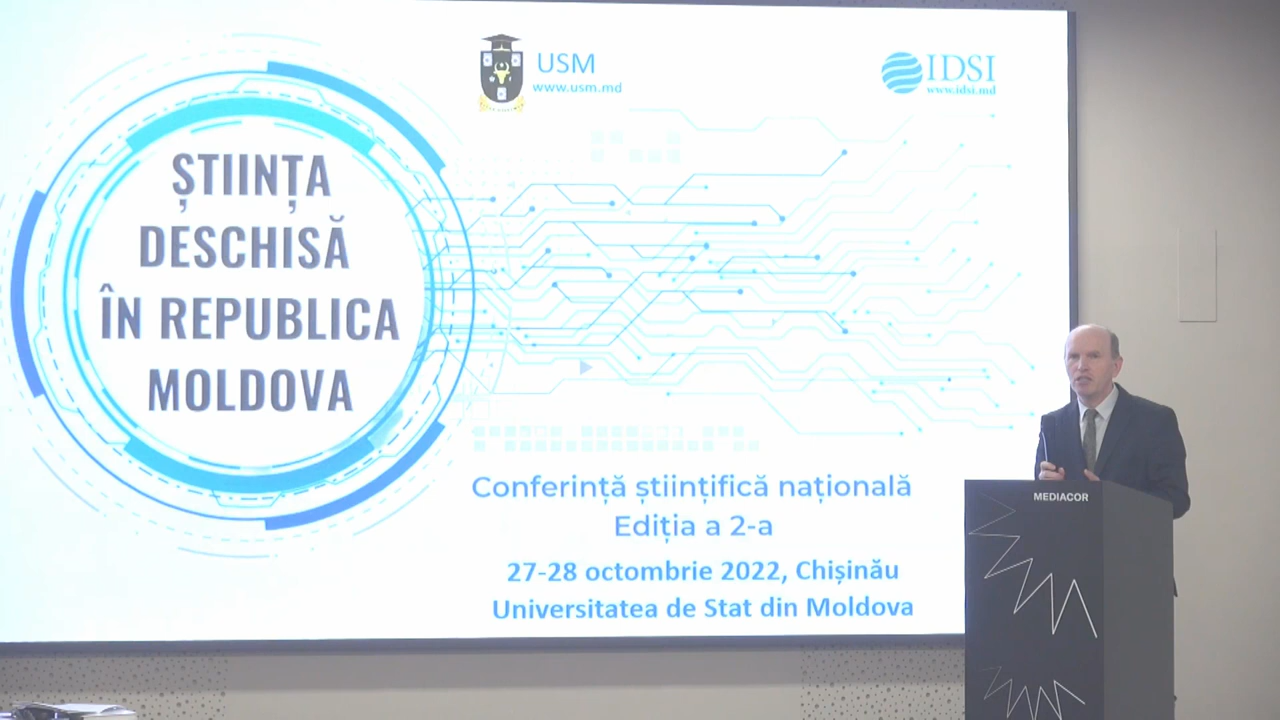 USM
www.usm.md
IDSI
www.idsi.md
ȘTIINȚA
DESCHISĂ
ÎN REPUBLICA
MOLDOVA
Conferință științifică națională
Ediția a 2-a
27-28 octombrie 2022, Chișinău
Universitatea de Stat din Moldova
MEDIACOR